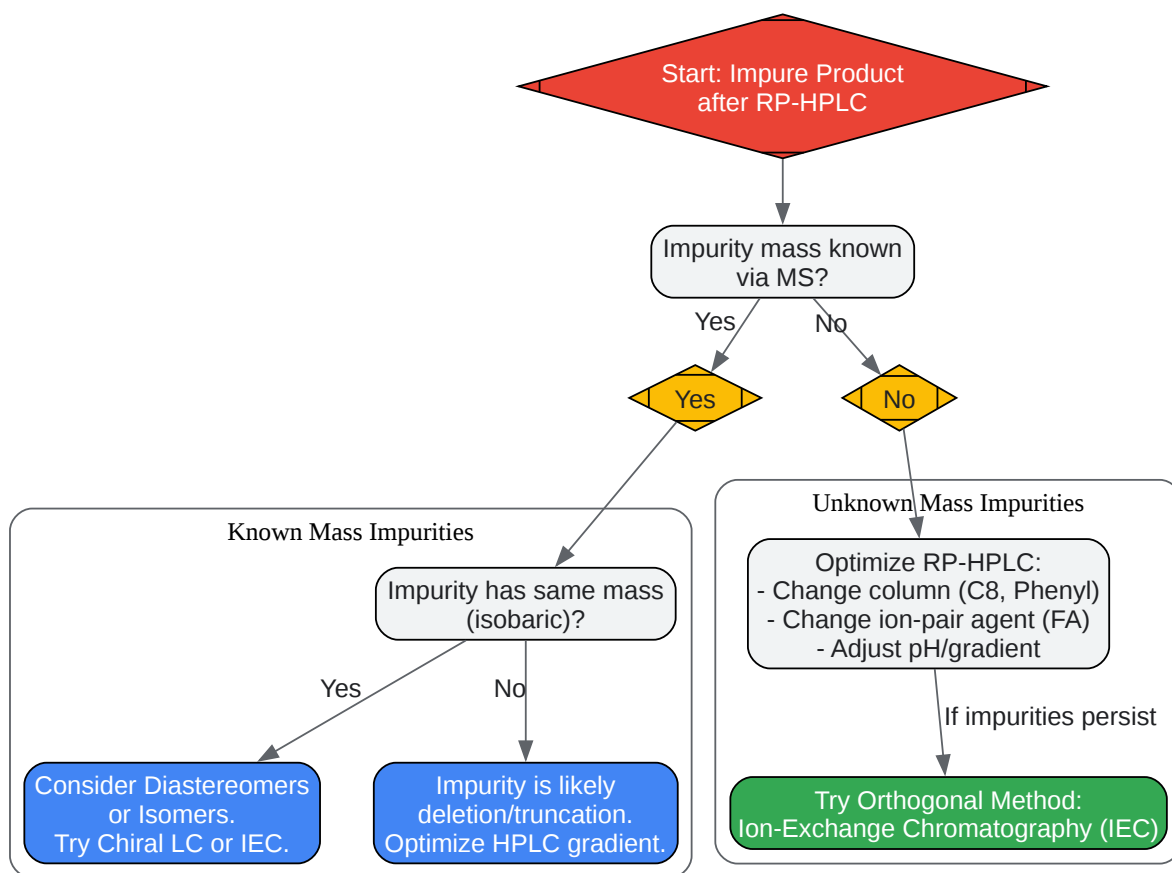 Start: Impure Product
after RP-HPLC
Impurity mass known
via MS?
Yes
No
Yes
No
Known Mass Impurities
Impurity has same mass
(isobaric)?
Yes
No
Consider Diastereomers
or Isomers.
Try Chiral LC or IEC.
Impurity is likely
deletion/truncation.
Optimize HPLC gradient.
Unknown Mass Impurities
Optimize RP-HPLC:
- Change column (C8, Phenyl)
- Change ion-pair agent (FA)
- Adjust pH/gradient
If impurities persist
Try Orthogonal Method:
Ion-Exchange Chromatography (IEC)